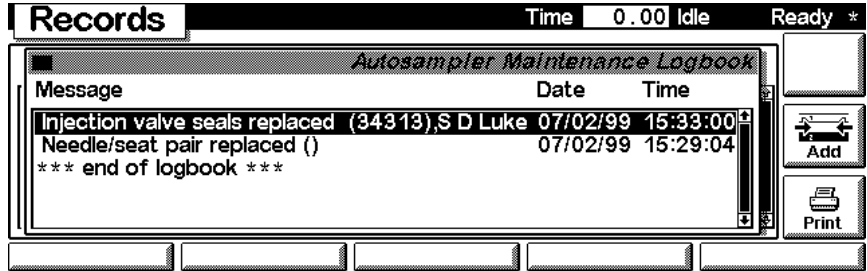 Records Time 0.00 Idle Ready *
Autosampler Maintenance Logbook
Message Date Time
Injection valve seals replaced (34313),S D Luke 07/02/99 15:33:00
Needle/seat pair replaced () 07/02/99 15:29:04
*** end of logbook ***
Add
Print